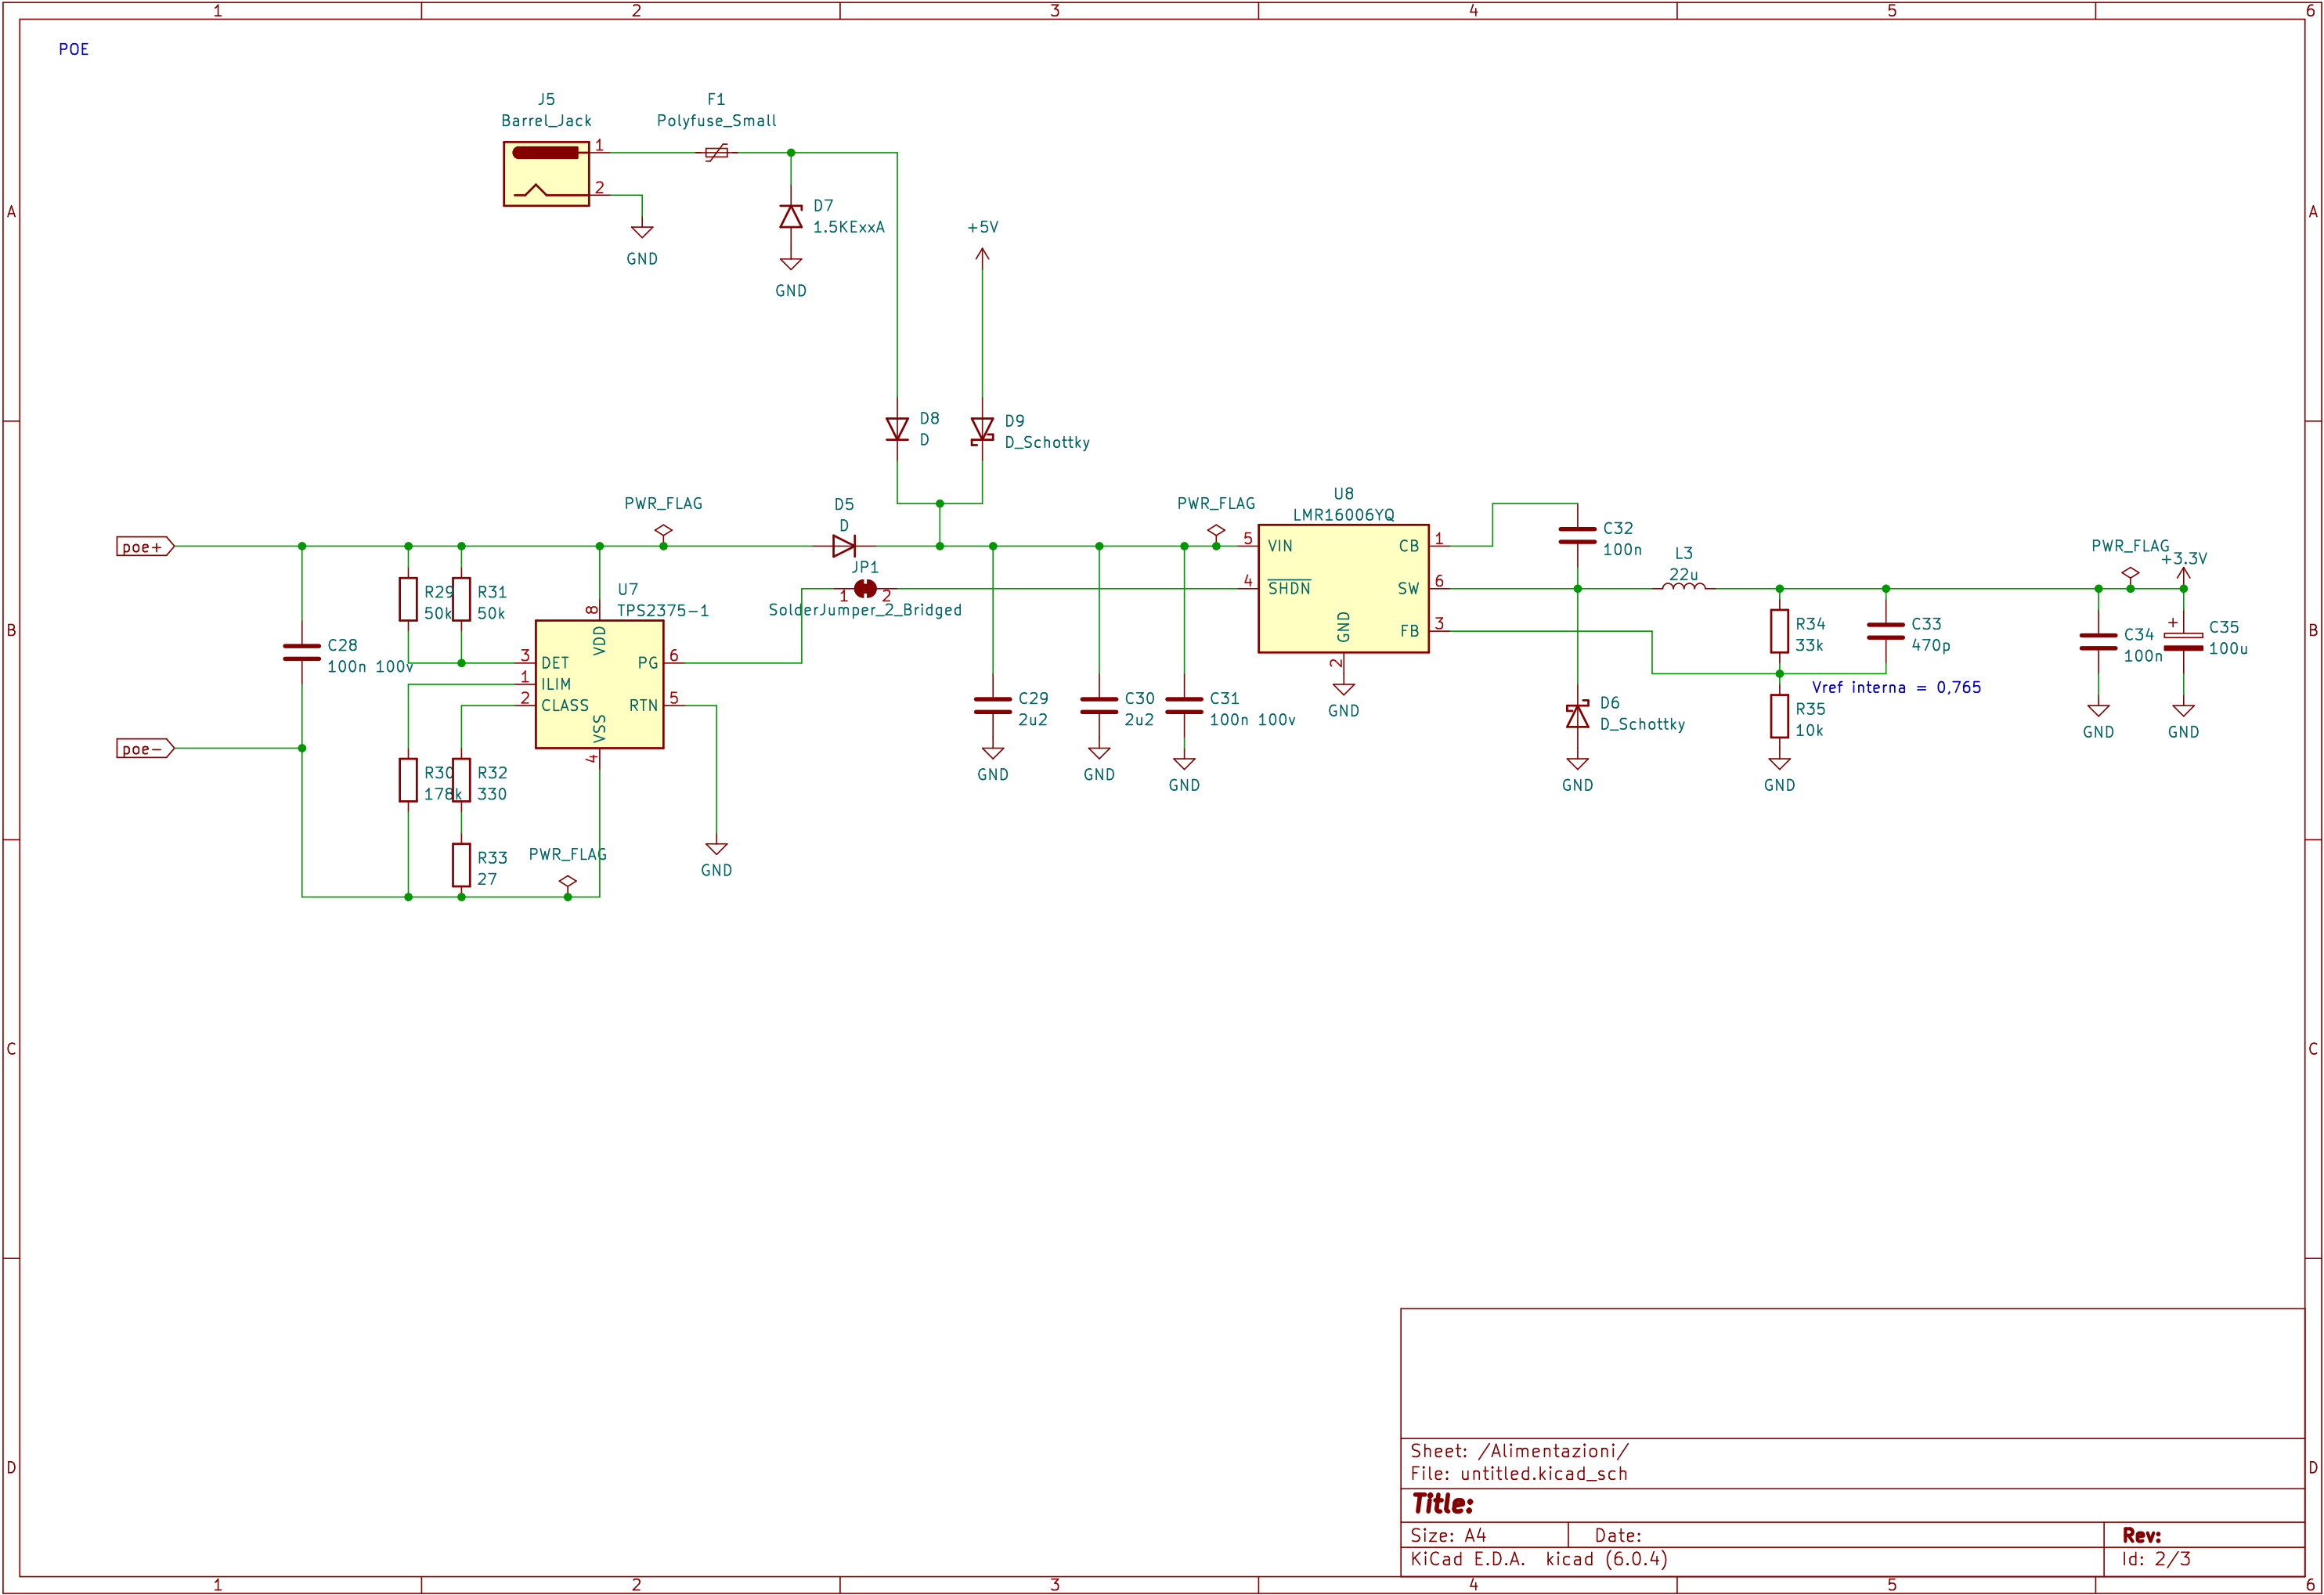 1 2 3 4 5 6
POE
J5
Barrel_Jack
1
2
GND
F1
Polyfuse_Small
D7
1.5KExxA
GND
+5V
A
A
D8
D
D9
D_Schottky
PWR_FLAG
D5
D
PWR_FLAG
U8
LMR16006YQ
5 VIN
4 SHDN
GND
2
CB 1
SW 6
FB 3
GND
C32
100n
L3
22u
PWR_FLAG
+3.3V
poe+
poe-
C28
100n 100v
R29
50k
R31
50k
U7
TPS2375-1
8
VDD
3 DET
1 ILIM
2 CLASS
PG 6
RTN 5
VSS
4
JP1
1 2
SolderJumper_2_Bridged
R30
178k
R32
330
R33
27
PWR_FLAG
GND
C29
2u2
GND
C30
2u2
GND
C31
100n 100v
GND
D6
D_Schottky
GND
R34
33k
C33
470p
Vref interna = 0,765
R35
10k
GND
C34
100n
GND
+
C35
100u
GND
B
B
C
C
D
D
Sheet: /Alimentazioni/
File: untitled.kicad_sch
Title:
Size: A4
Date:
Rev:
KiCad E.D.A. kicad (6.0.4)
Id: 2/3
1 2 3 4 5 6